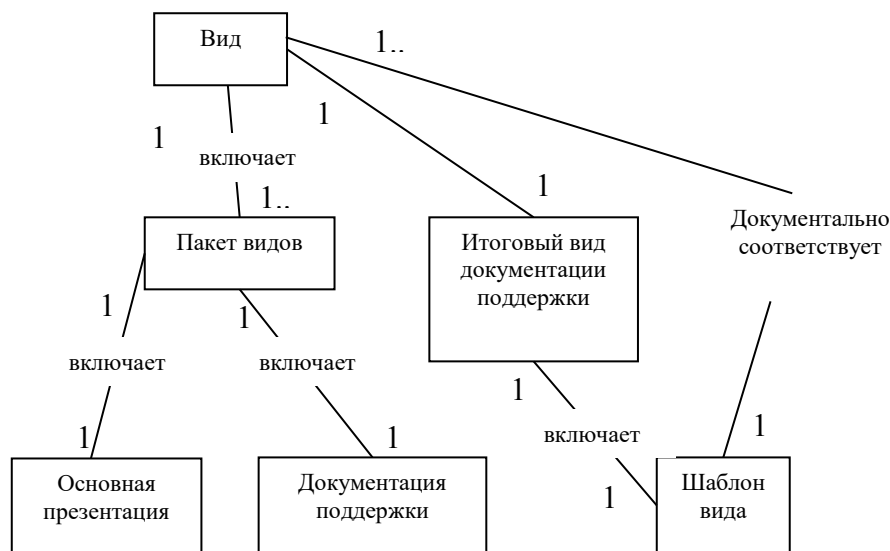 Вид
1..
1
1
включает
1
1..
Пакет видов
Итоговый вид
документации
поддержки
Документально
соответствует
1
1
включает
включает
1
включает
1
1
1
1
Основная
презентация
Документация
поддержки
Шаблон
вида